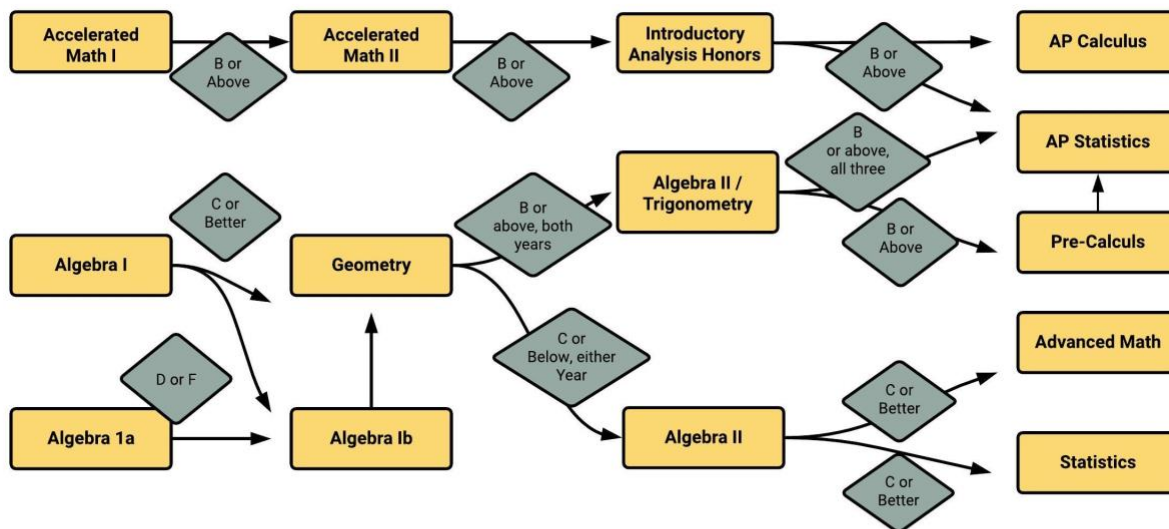 Accelerated
Math I
B or
Above
Accelerated
Math II
B or
Above
Introductory
Analysis Honors
B or
Above
AP Calculus
AP Statistics
B
or above,
all three
Algebra II /
Trigonometry
B or
Above
Pre-Calculs
C or
Better
Algebra I
Geometry
B or
above, both
years
C or
Below, either
Year
Advanced Math
D or F
Algebra 1a
Algebra Ib
Algebra II
C or
Better
C or
Better
Statistics